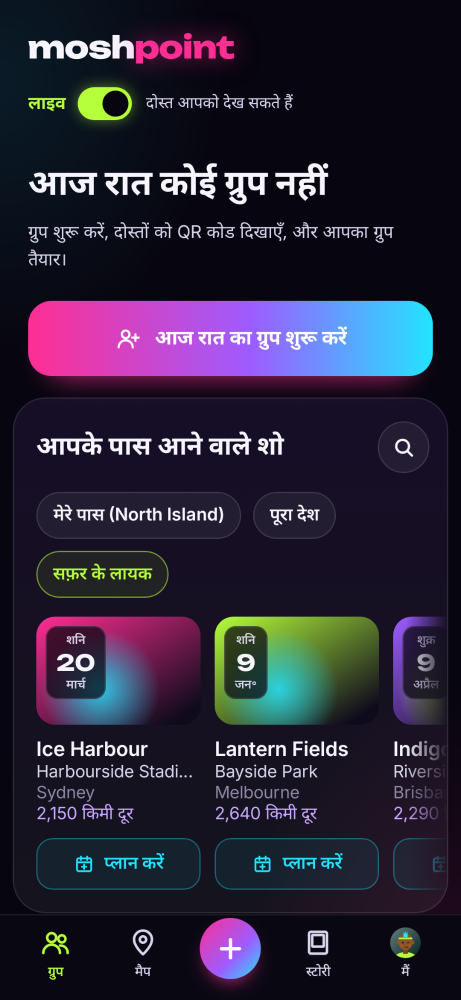 moshpoint
लाइव
दोस्त आपको देख सकते हैं
आज रात कोई ग्रुप नहीं
ग्रुप शुरू करें, दोस्तों को QR कोड दिखाएँ, और आपका ग्रुप
तैयार।
आज रात का ग्रुप शुरू करें
आपके पास आने वाले शो
मेरे पास (North Island)
पूरा देश
सफ़र के लायक
शनि
20
मार्च
Ice Harbour
Harbourside Stadi...
Sydney
2,150 किमी दूर
प्लान करें
शनि
9
जन॰
Lantern Fields
Bayside Park
Melbourne
2,640 किमी दूर
प्लान करें
शुक्र
9
अप्रैल
2,290
ग्रुप
मैप
स्टोरी
मैं